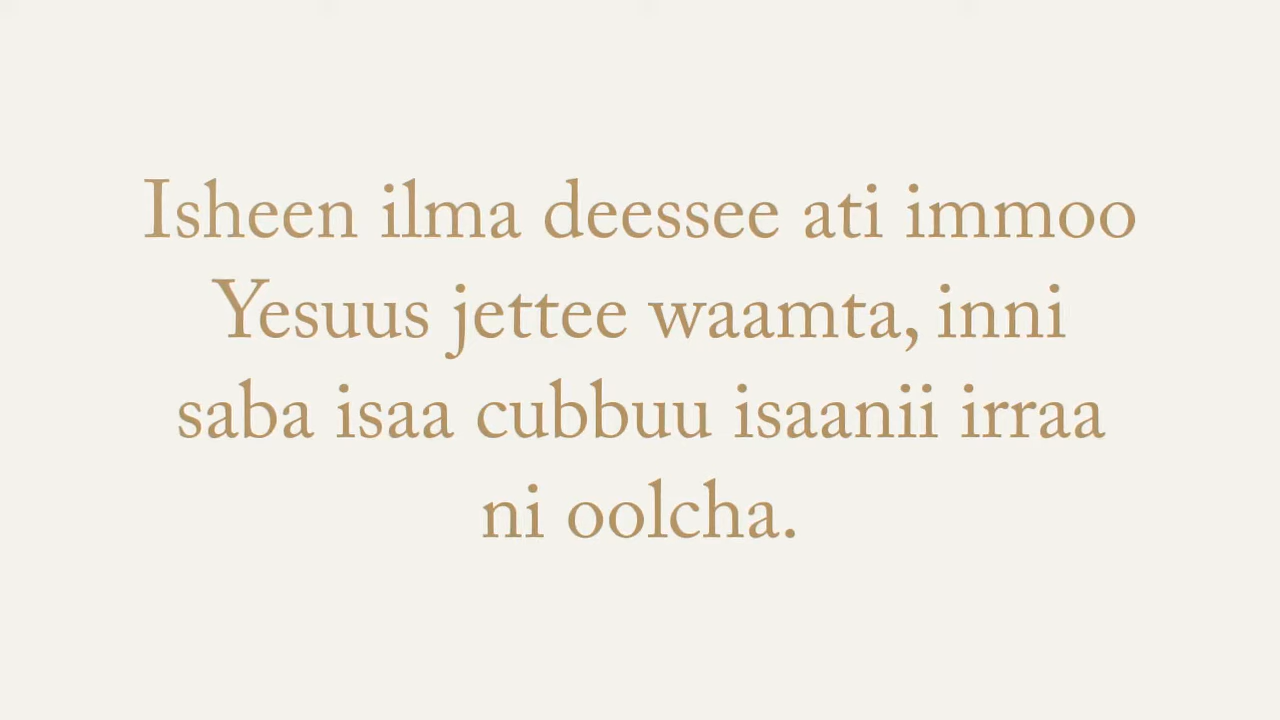 Isheen ilma deessee ati immoo
Yesuus jettee waamta, inni
saba isaa cubbuu isaanii irraa
ni oolcha.